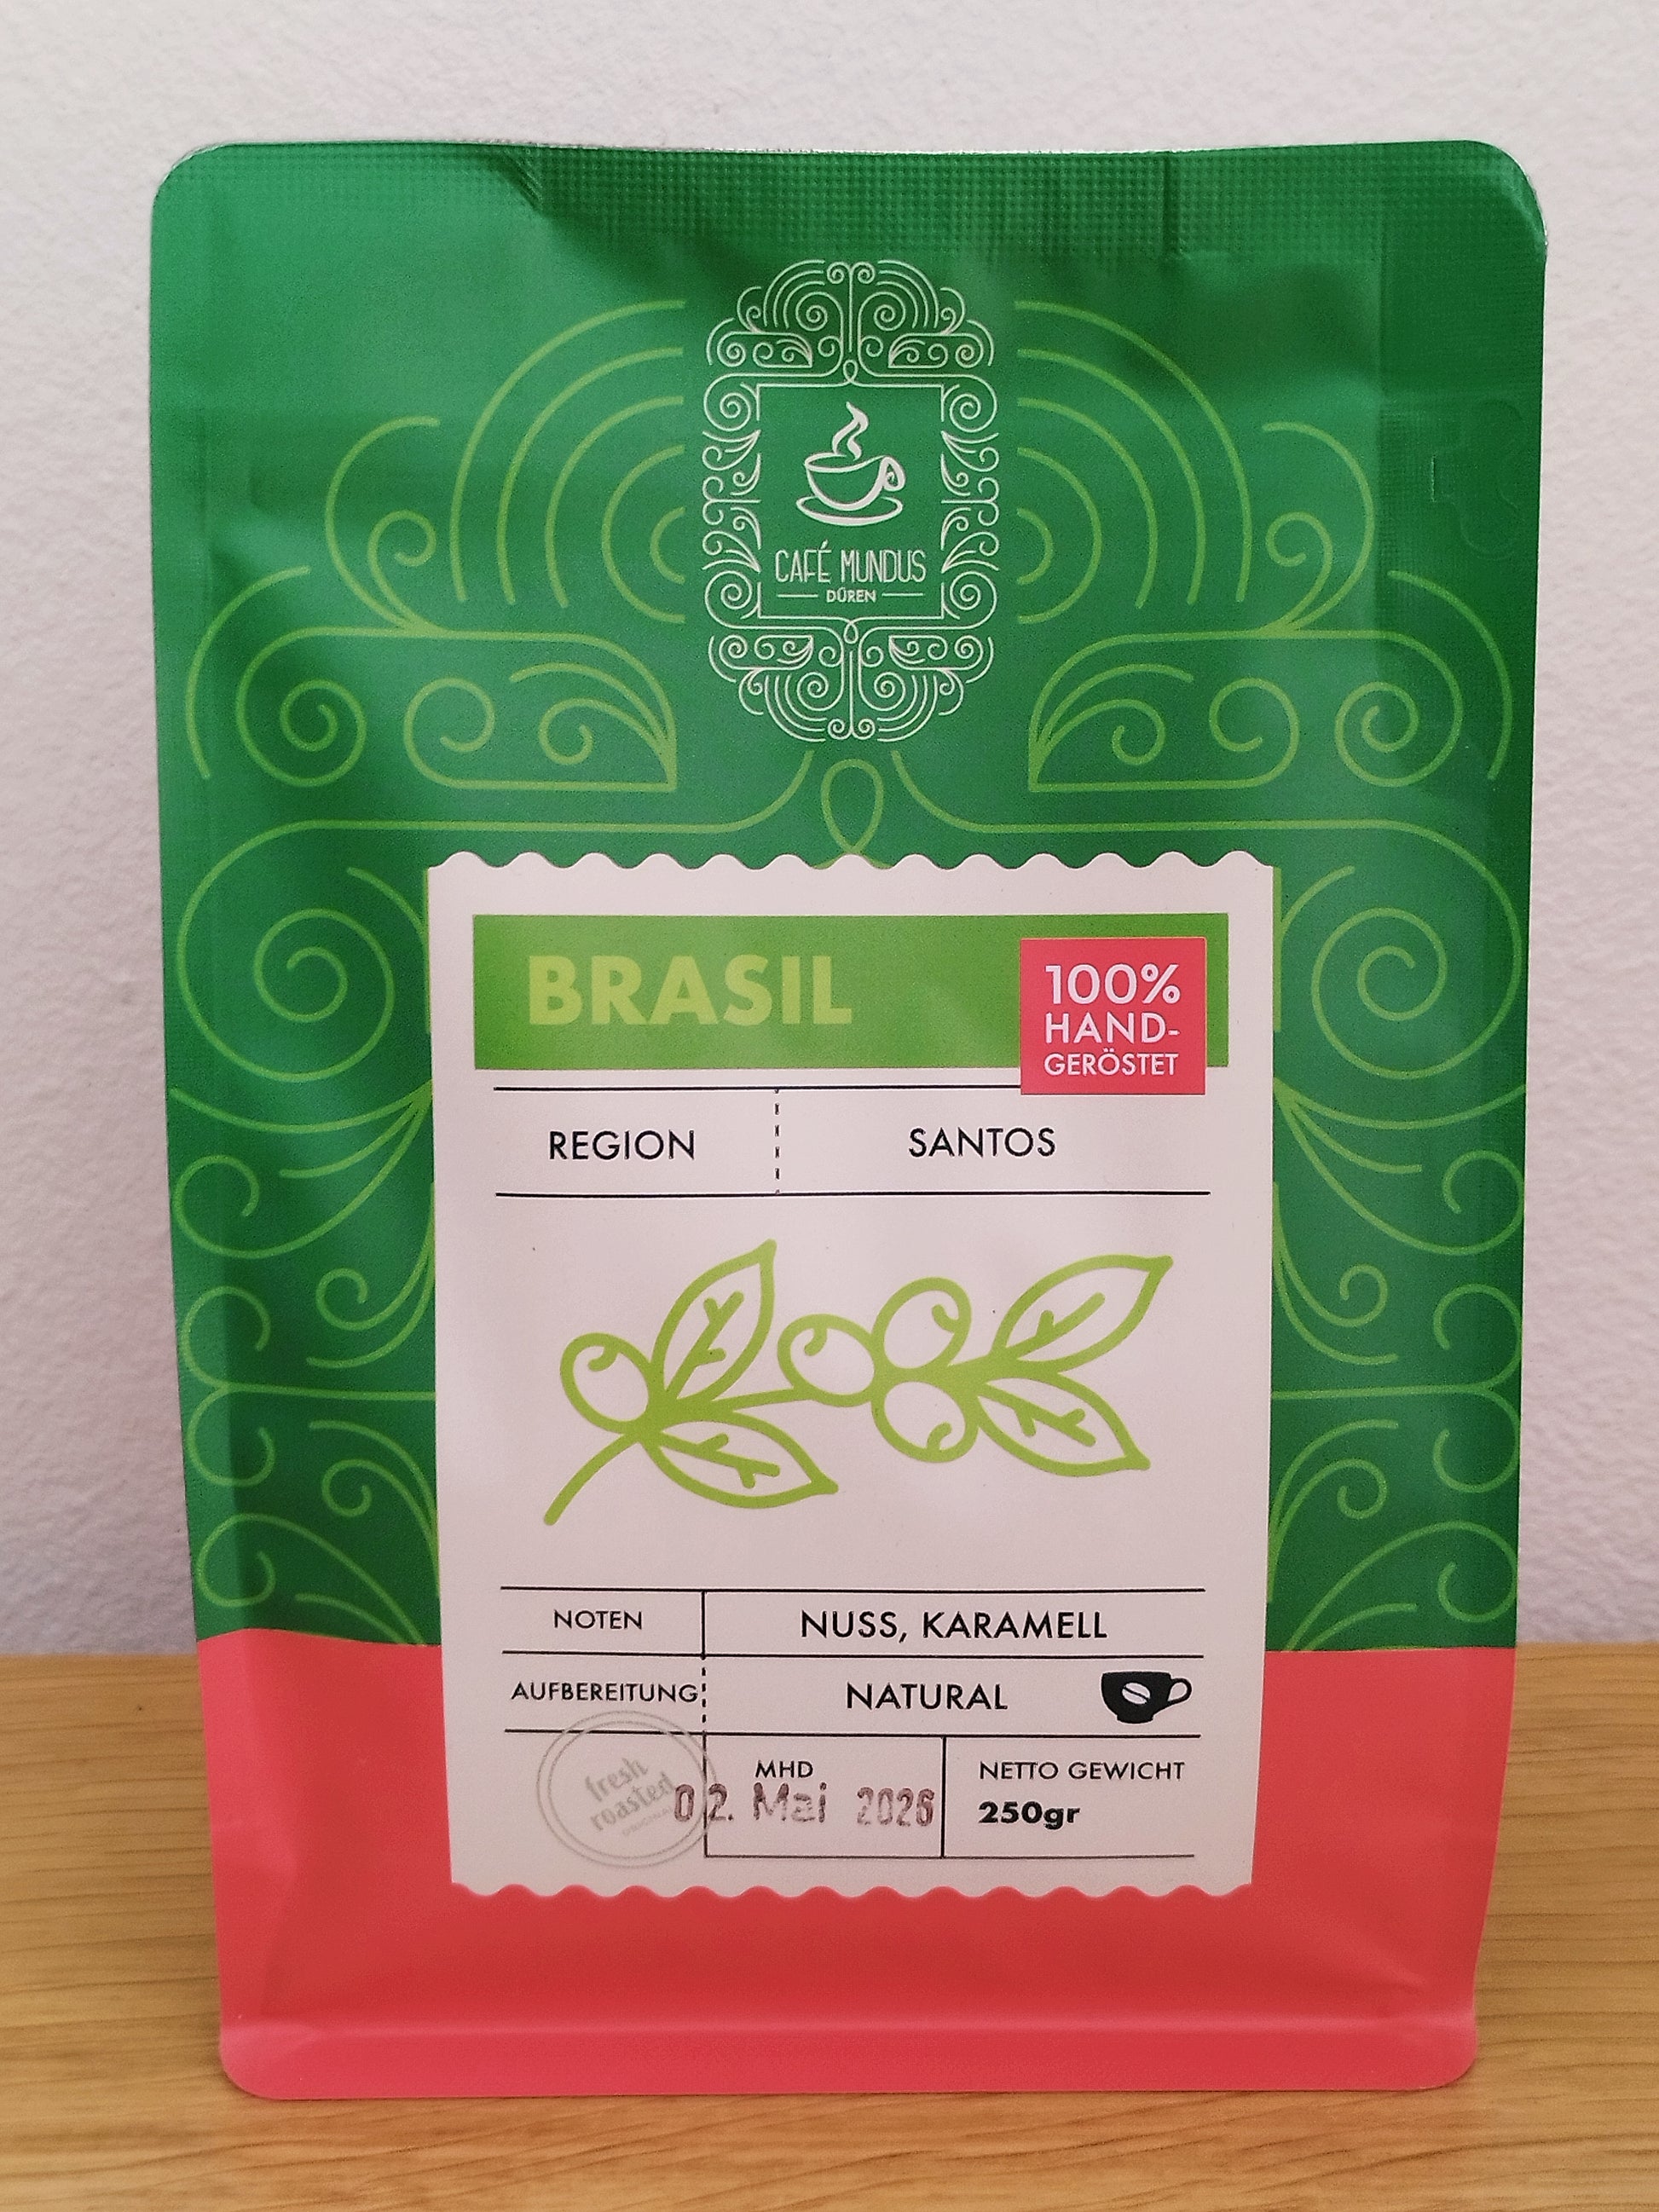 CAFÉ MUNDUS
DÜREN
BRASIL
100%
HAND-
GERÖSTET
REGION SANTOS
NOTEN NUSS, KARAMELL
AUFBEREITUNG NATURAL
fresh
roasted
ORIGINAL
MHD
02. Mai 2026
NETTO GEWICHT
250gr